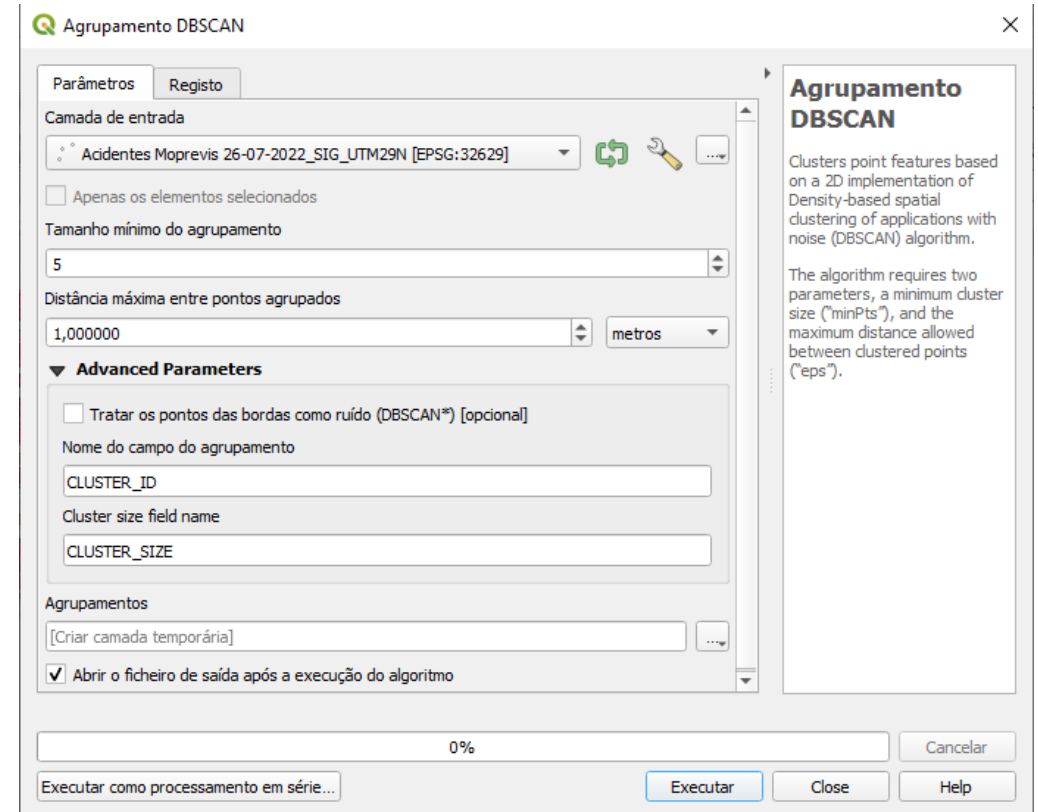 Agrupamento DBSCAN
Parâmetros
Registo
Camada de entrada
Acidentes Moprevis 26-07-2022_SIG_UTM29N [EPSG:32629]
...
Apenas os elementos selecionados
Tamanho mínimo do agrupamento
5
Distância máxima entre pontos agrupados
1,000000
metros
Advanced Parameters
Tratar os pontos das bordas como ruído (DBSCAN*) [opcional]
Nome do campo do agrupamento
CLUSTER_ID
Cluster size field name
CLUSTER_SIZE
Agrupamentos
[Criar camada temporária]
...
Abrir o ficheiro de saída após a execução do algoritmo
Agrupamento
DBSCAN
Clusters point features based
on a 2D implementation of
Density-based spatial
clustering of applications with
noise (DBSCAN) algorithm.
The algorithm requires two
parameters, a minimum cluster
size ("minPts"), and the
maximum distance allowed
between clustered points
("eps").
0%
Cancelar
Executar como processamento em série...
Executar
Close
Help